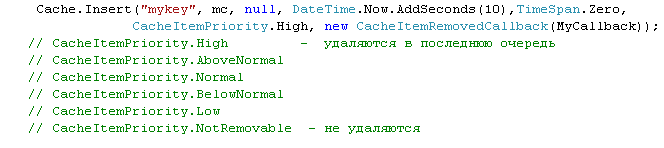 Cache.Insert("mykey", mc, null, DateTime.Now.AddSeconds(10),TimeSpan.Zero,
CacheItemPriority.High, new CacheItemRemovedCallback(MyCallback));
// CacheItemPriority.High - удаляются в последнюю очередь
// CacheItemPriority.AboveNormal
// CacheItemPriority.Normal
// CacheItemPriority.BelowNormal
// CacheItemPriority.Low
// CacheItemPriority.NotRemovable - не удаляются